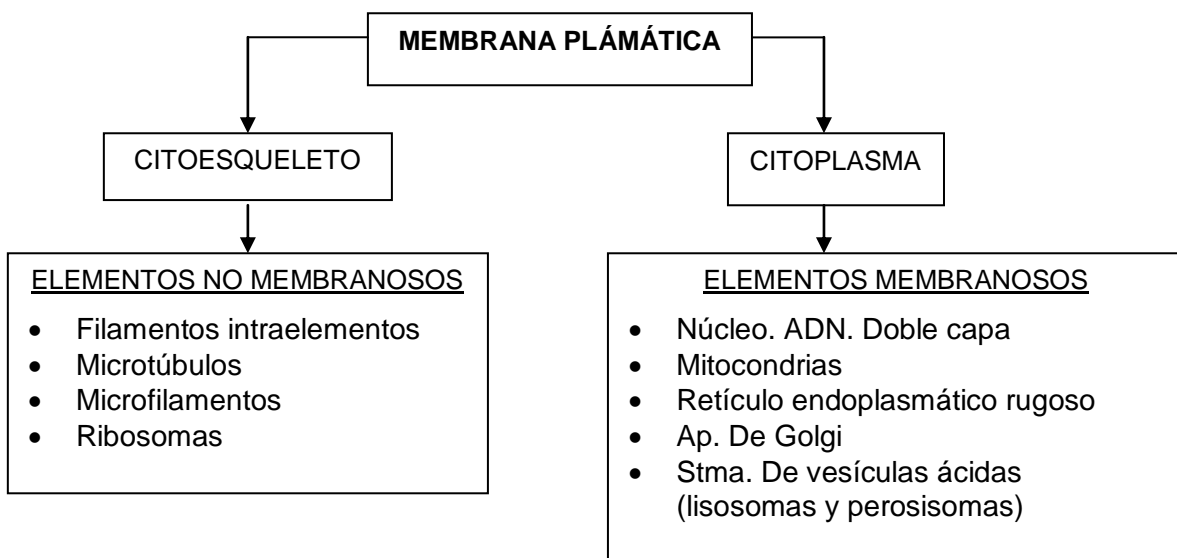 MEMBRANA PLÁMÁTICA
CITOESQUELETO
CITOPLASMA
ELEMENTOS NO MEMBRANOSOS
• Filamentos intraelementos
• Microtúbulos
• Microfilamentos
• Ribosomas
ELEMENTOS MEMBRANOSOS
• Núcleo. ADN. Doble capa
• Mitocondrias
• Retículo endoplasmático rugoso
• Ap. De Golgi
• Stma. De vesículas ácidas
(lisosomas y perosisomas)